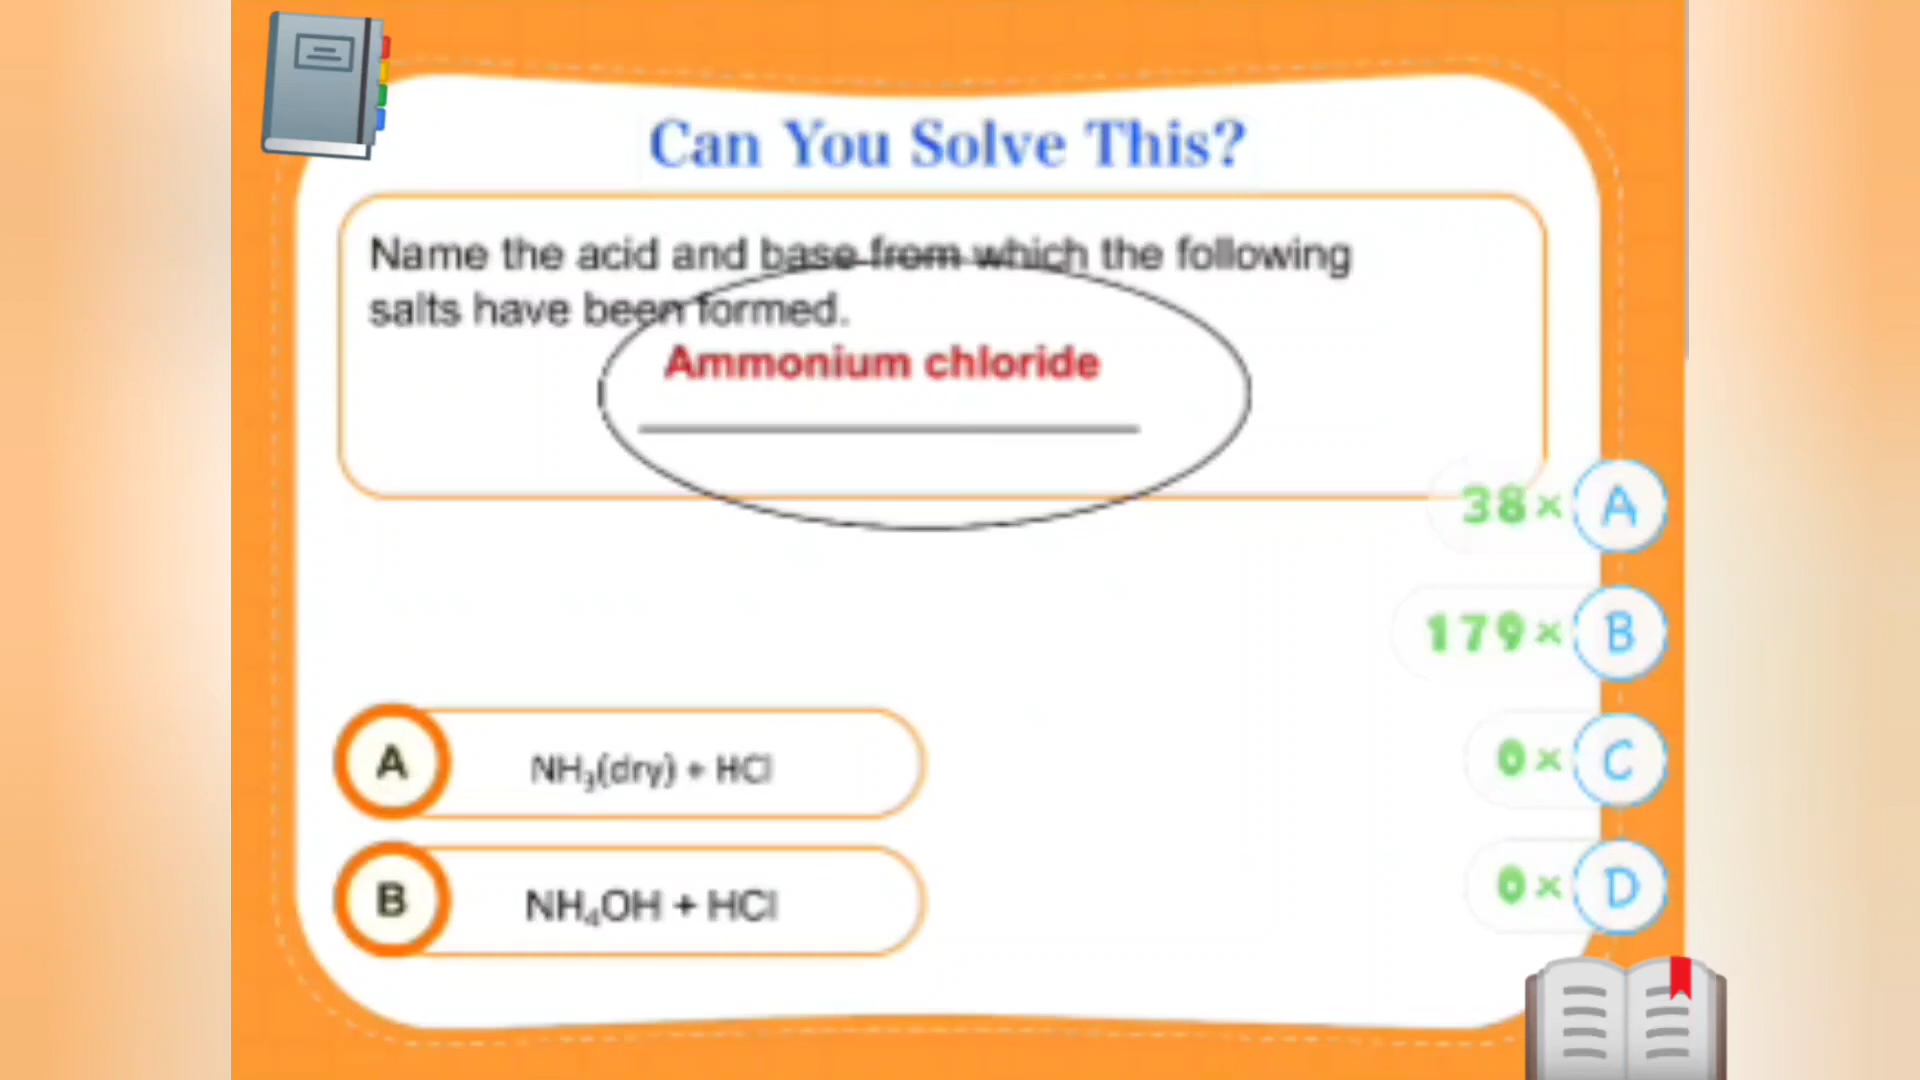 Can You Solve This?
Name the acid and base from which the following
salts have been formed.
Ammonium chloride
38× A
179× B
0× C
0× D
A NH₃(dry) + HCl
B NH₄OH + HCl